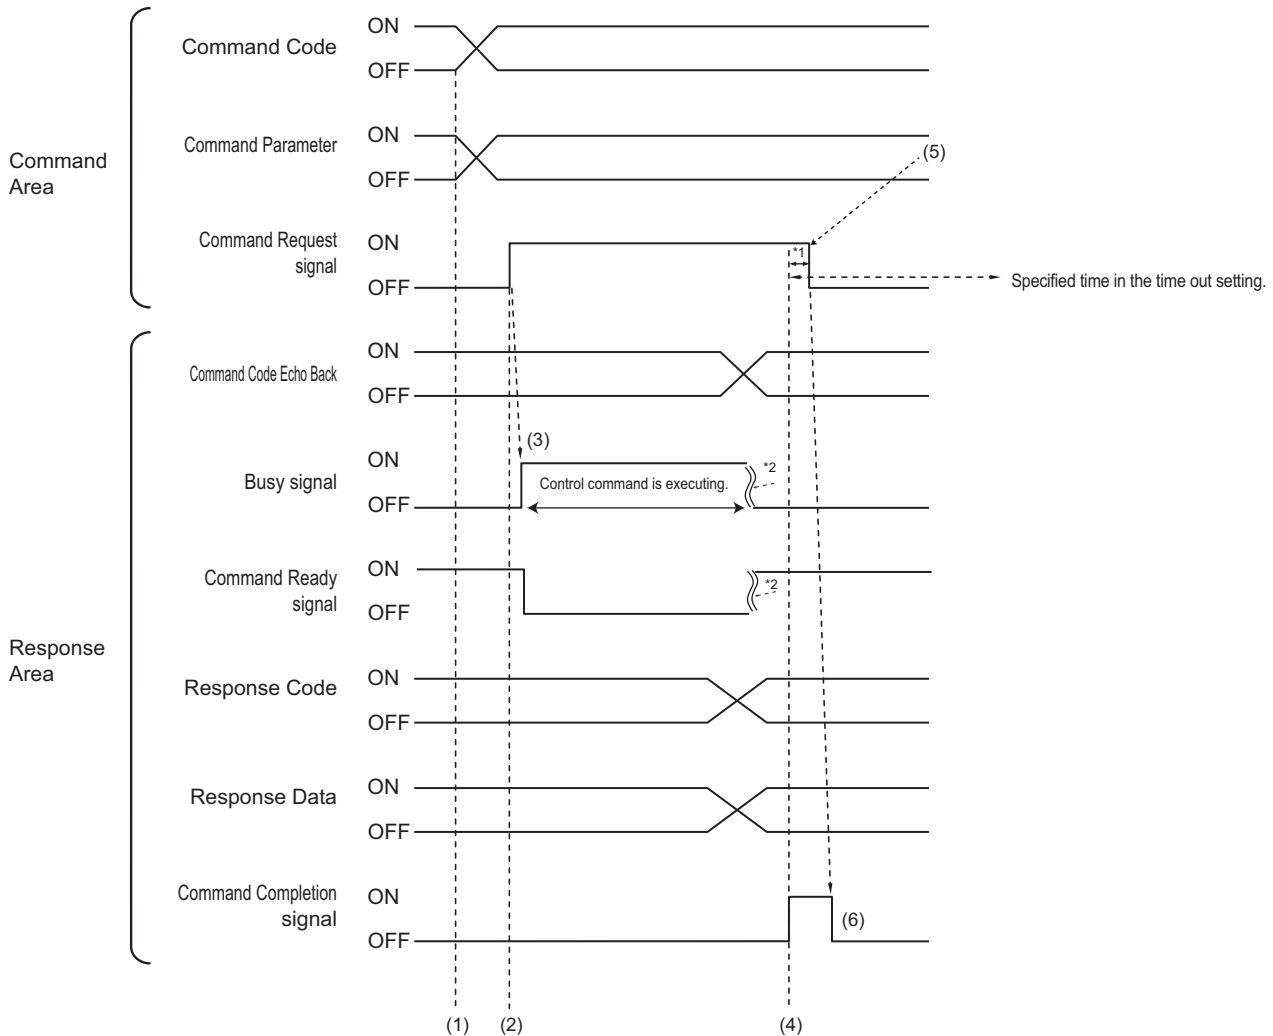 Command Code
ON
OFF
Command Parameter
ON
OFF
Command
Area
(5)
Command Request
signal
ON
OFF
*1
Specified time in the time out setting.
Command Code Echo Back
ON
OFF
(3)
Busy signal
ON
OFF
Control command is executing.
*2
Command Ready
signal
ON
OFF
*2
Response
Area
Response Code
ON
OFF
Response Data
ON
OFF
Command Completion
signal
ON
OFF
(6)
(1)
(2)
(4)